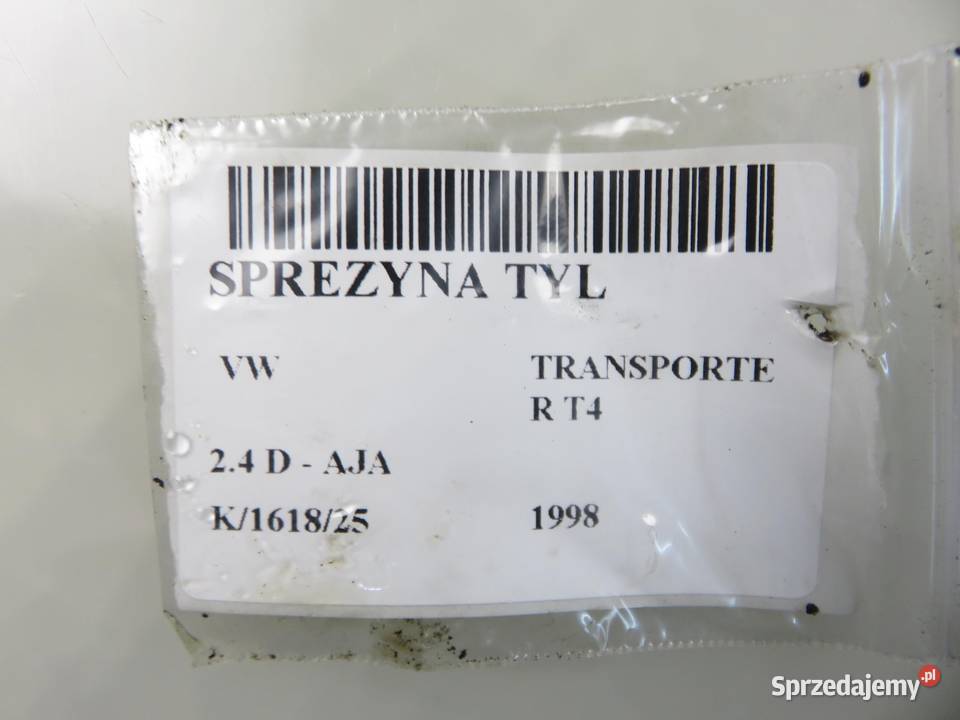 SPREZYNA TYL
VW
TRANSPORTE
R T4
2.4 D - AJA
K/1618/25
1998
Sprzedajemy.pl